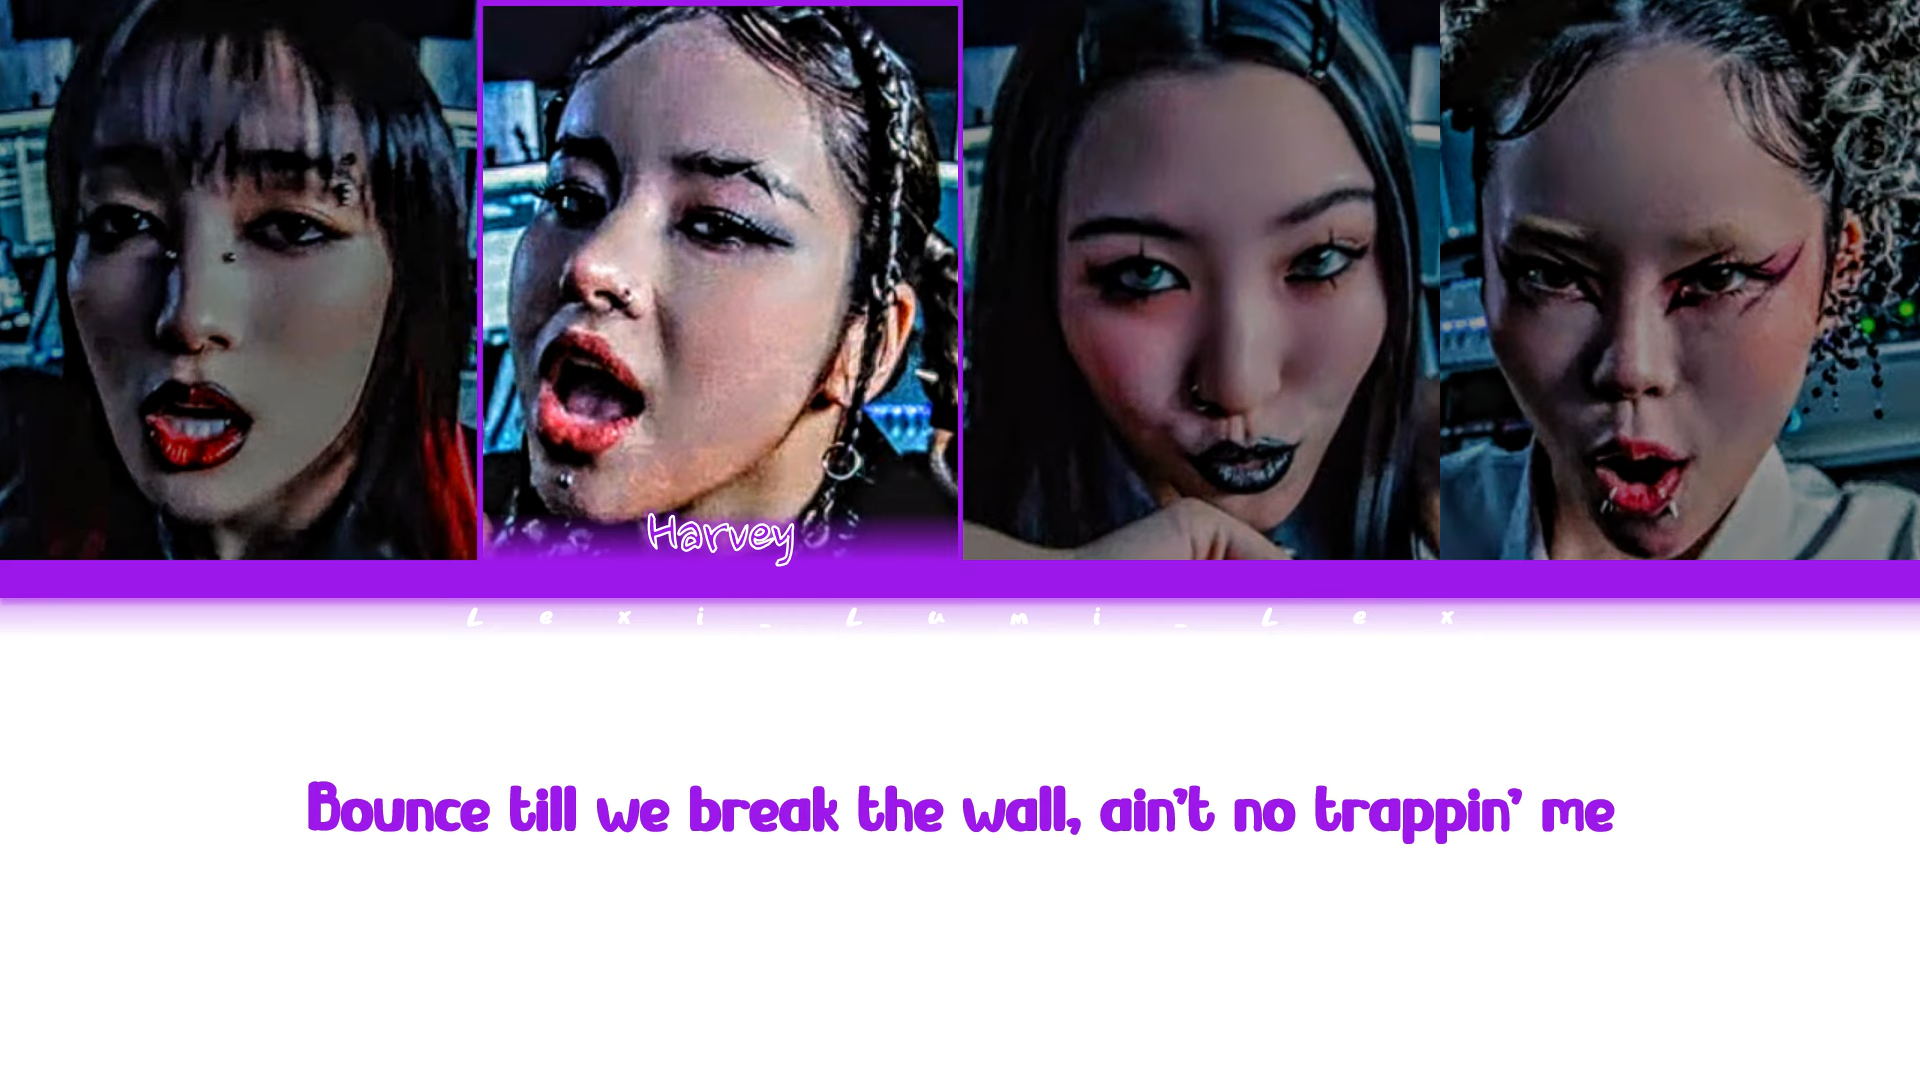 Harvey
Lexi_Lumi_Lex
Bounce till we break the wall, ain't no trappin' me